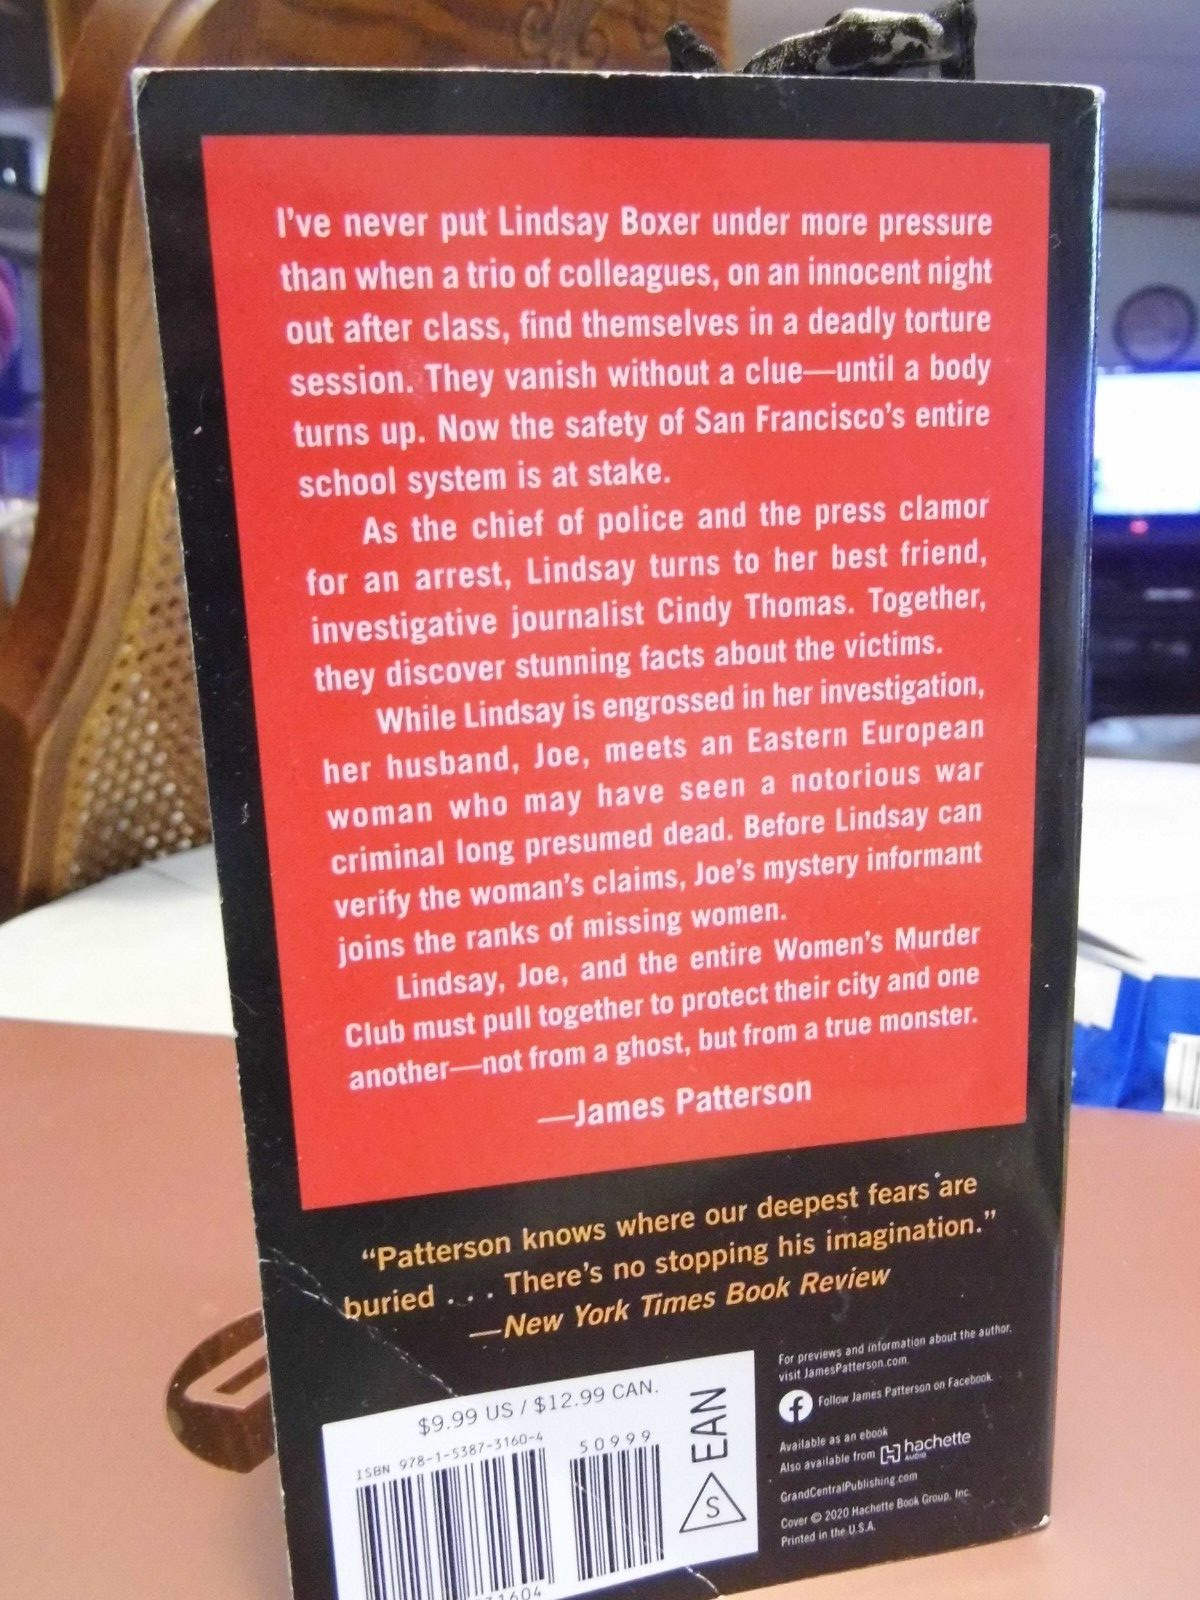 I've never put Lindsay Boxer under more pressure
than when a trio of colleagues, on an innocent night
out after class, find themselves in a deadly torture
session. They vanish without a clue—until a body
turns up. Now the safety of San Francisco's entire
school system is at stake.
As the chief of police and the press clamor
for an arrest, Lindsay turns to her best friend,
investigative journalist Cindy Thomas. Together,
they discover stunning facts about the victims.
While Lindsay is engrossed in her investigation,
her husband, Joe, meets an Eastern European
woman who may have seen a notorious war
criminal long presumed dead. Before Lindsay can
verify the woman's claims, Joe's mystery informant
joins the ranks of missing women.
Lindsay, Joe, and the entire Women's Murder
Club must pull together to protect their city and one
another—not from a ghost, but from a true monster.
—James Patterson
“Patterson knows where our deepest fears are
buried . . . There's no stopping his imagination.”
—New York Times Book Review
$9.99 US / $12.99 CAN.
ISBN 978-1-5387-3160-4
50999
EAN
S
31604
For previews and information about the author,
visit JamesPatterson.com.
Follow James Patterson on Facebook.
Available as an ebook
Also available from hachette
AUDIO
GrandCentralPublishing.com
Cover © 2020 Hachette Book Group, Inc.
Printed in the U.S.A.